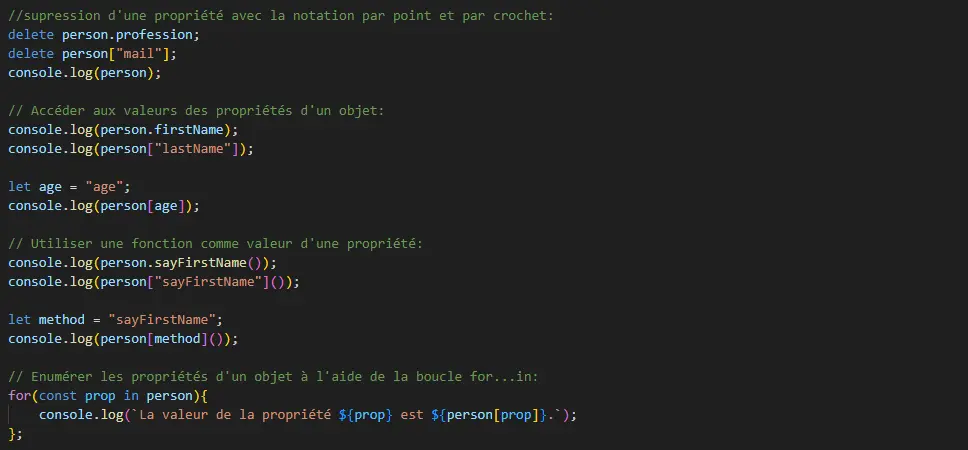 //supression d'une propriété avec la notation par point et par crochet:
delete person.profession;
delete person["mail"];
console.log(person);
// Accéder aux valeurs des propriétés d'un objet:
console.log(person.firstName);
console.log(person["lastName"]);
let age = "age";
console.log(person[age]);
// Utiliser une fonction comme valeur d'une propriété:
console.log(person.sayFirstName());
console.log(person["sayFirstName"]());
let method = "sayFirstName";
console.log(person[method]());
// Enumérer les propriétés d'un objet à l'aide de la boucle for...in:
for(const prop in person){
    console.log(`La valeur de la propriété ${prop} est ${person[prop]}.`);
};